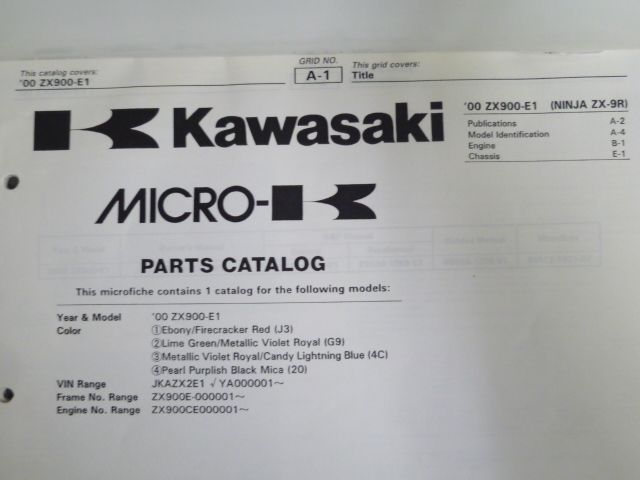 This catalog covers:
'00 ZX900-E1
GRID NO.
A-1
This grid covers:
Title
Kawasaki
'00 ZX900-E1 (NINJA ZX-9R)
Publications A-2
Model Identification A-4
Engine B-1
Chassis E-1
MICRO-K
PARTS CATALOG
This microfiche contains 1 catalog for the following models:
Year & Model '00 ZX900-E1
Color ①Ebony/Firecracker Red (J3)
②Lime Green/Metallic Violet Royal (G9)
③Metallic Violet Royal/Candy Lightning Blue (4C)
④Pearl Purplish Black Mica (20)
VIN Range JKAZX2E1 √ YA000001~
Frame No. Range ZX900E-000001~
Engine No. Range ZX900CE000001~